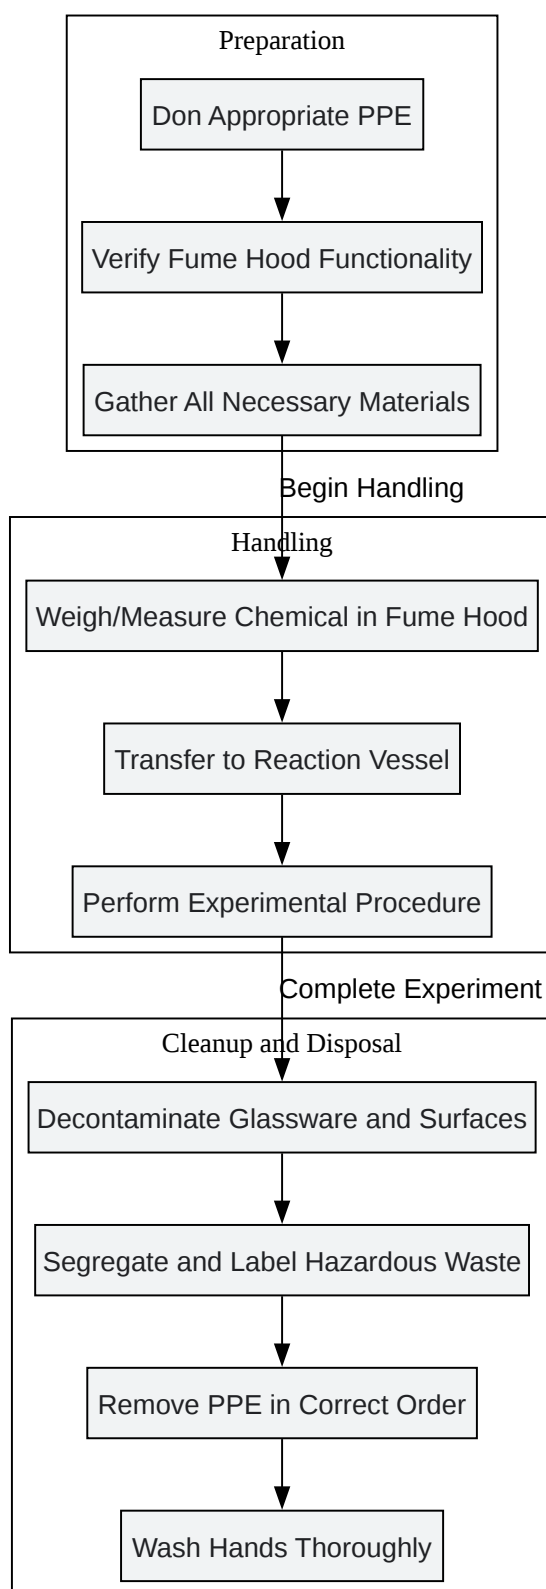 Preparation
Don Appropriate PPE
Verify Fume Hood Functionality
Gather All Necessary Materials
Begin Handling
Handling
Weigh/Measure Chemical in Fume Hood
Transfer to Reaction Vessel
Perform Experimental Procedure
Complete Experiment
Cleanup and Disposal
Decontaminate Glassware and Surfaces
Segregate and Label Hazardous Waste
Remove PPE in Correct Order
Wash Hands Thoroughly